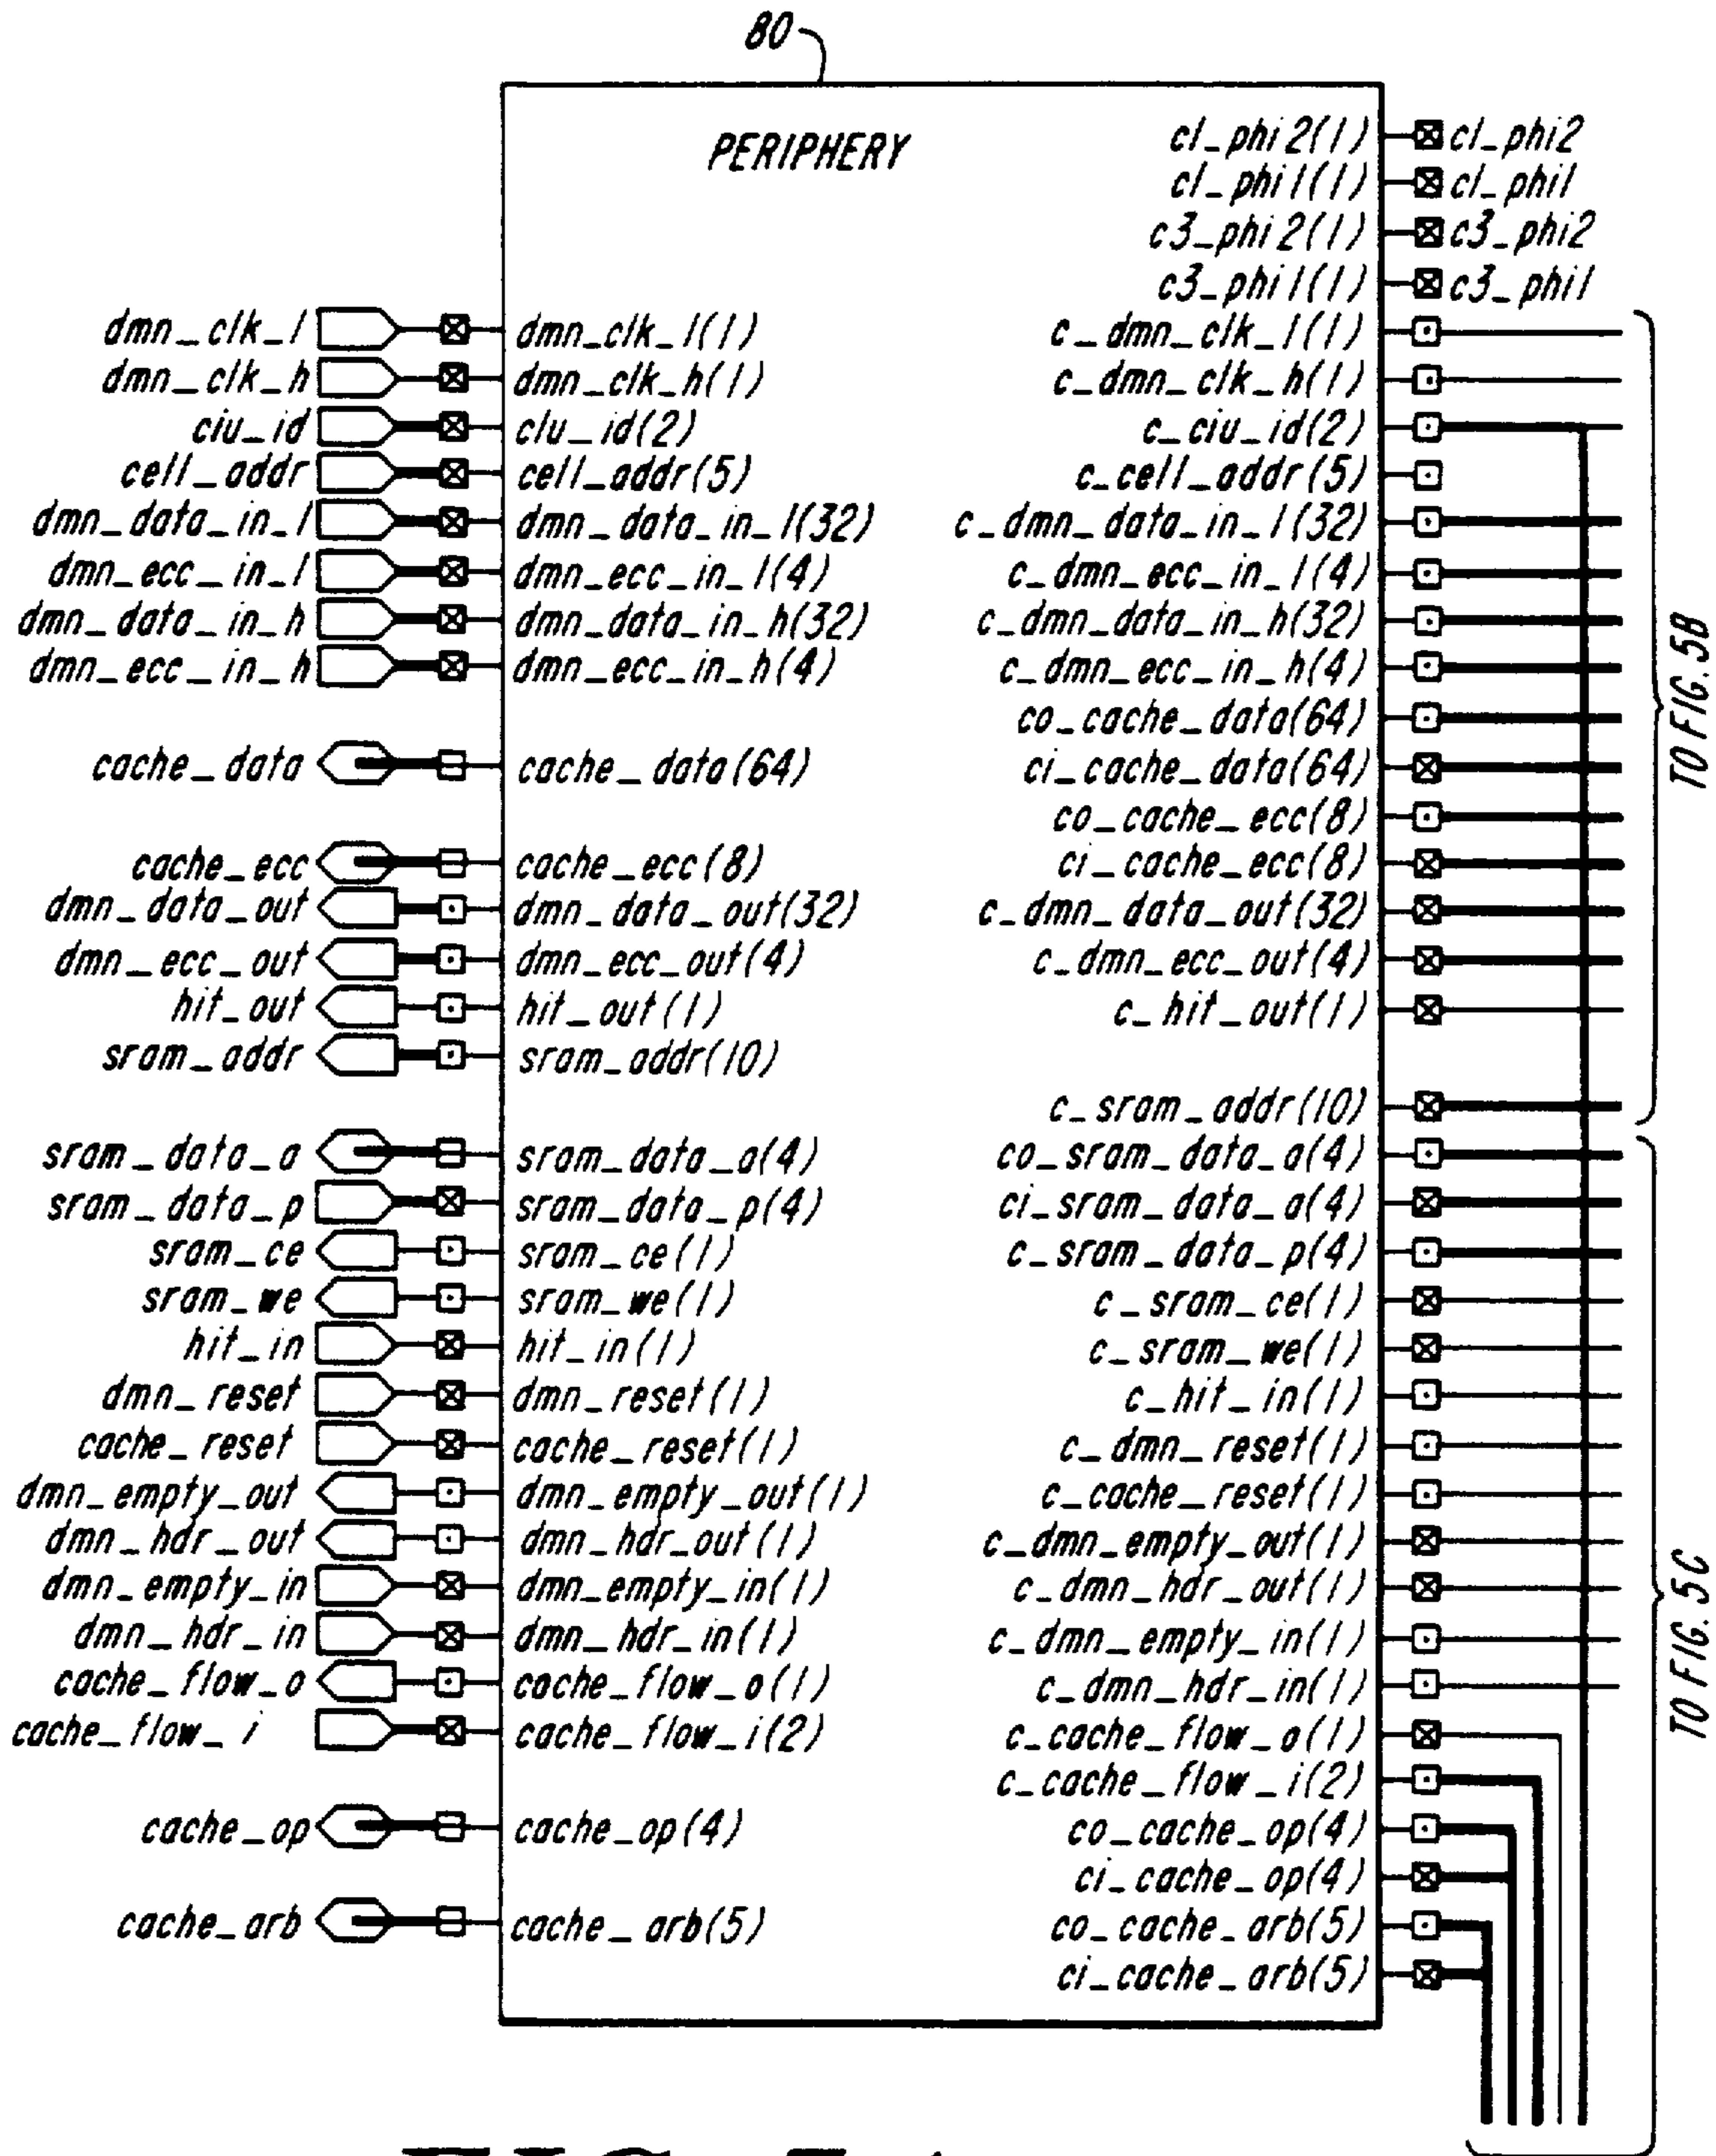 80
PERIPHERY
cl_phi2(1) cl_phi2
cl_phi1(1) cl_phi1
c3_phi2(1) c3_phi2
c3_phi1(1) c3_phi1
dmn_clk_l dmn_clk_l(1) c_dmn_clk_l(1)
dmn_clk_h dmn_clk_h(1) c_dmn_clk_h(1)
ciu_id clu_id(2) c_ciu_id(2)
cell_addr cell_addr(5) c_cell_addr(5)
dmn_data_in_l dmn_data_in_l(32) c_dmn_data_in_l(32)
dmn_ecc_in_l dmn_ecc_in_l(4) c_dmn_ecc_in_l(4)
dmn_data_in_h dmn_data_in_h(32) c_dmn_data_in_h(32)
dmn_ecc_in_h dmn_ecc_in_h(4) c_dmn_ecc_in_h(4)
co_cache_data(64)
cache_data cache_data(64) ci_cache_data(64)
co_cache_ecc(8)
cache_ecc cache_ecc(8) ci_cache_ecc(8)
dmn_data_out dmn_data_out(32) c_dmn_data_out(32)
dmn_ecc_out dmn_ecc_out(4) c_dmn_ecc_out(4)
hit_out hit_out(1) c_hit_out(1)
sram_addr sram_addr(10)
c_sram_addr(10)
TO FIG. 5B
sram_data_a sram_data_a(4) co_sram_data_a(4)
sram_data_p sram_data_p(4) ci_sram_data_a(4)
sram_ce sram_ce(1) c_sram_data_p(4)
sram_we sram_we(1) c_sram_ce(1)
hit_in hit_in(1) c_sram_we(1)
dmn_reset dmn_reset(1) c_hit_in(1)
cache_reset cache_reset(1) c_dmn_reset(1)
dmn_empty_out dmn_empty_out(1) c_cache_reset(1)
dmn_hdr_out dmn_hdr_out(1) c_dmn_empty_out(1)
dmn_empty_in dmn_empty_in(1) c_dmn_hdr_out(1)
dmn_hdr_in dmn_hdr_in(1) c_dmn_empty_in(1)
cache_flow_o cache_flow_o(1) c_dmn_hdr_in(1)
cache_flow_i cache_flow_i(2) c_cache_flow_o(1)
c_cache_flow_i(2)
cache_op cache_op(4) co_cache_op(4)
ci_cache_op(4)
cache_arb cache_arb(5) co_cache_arb(5)
ci_cache_arb(5)
TO FIG. 5C